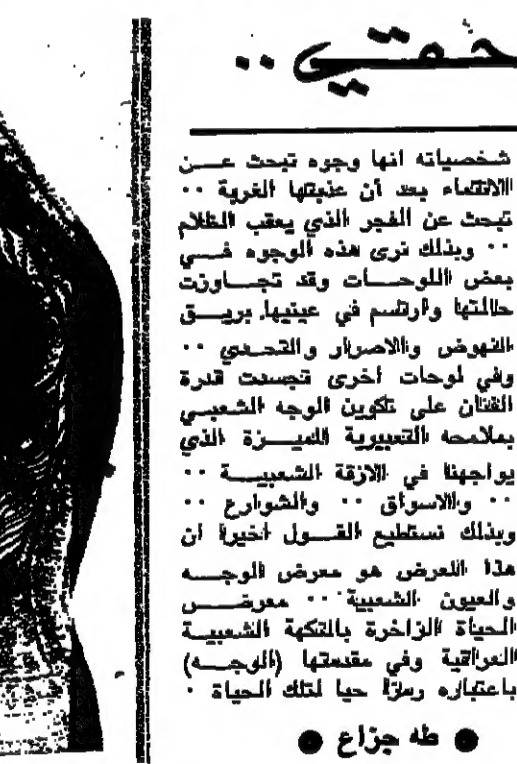 شخصياته انها وجوه تبحث عن
الانتماء بعد أن عذبتها الغربة ..
تبحث عن الفجر الذي يعقب الظلام
.. وبذلك نرى هذه الوجوه في
بعض اللوحات وقد تجاوزت
حالتها وارتسم في عينيها بريق
النهوض والاصرار والتحدي ..
وفي لوحات اخرى تجسدت قدرة
الفنان على تكوين الوجه الشعبي
بملامحه التعبيرية المميزة الذي
يواجهنا في الازقة الشعبية ..
.. والاسواق .. والشوارع ..
وبذلك نستطيع القول اخيرا ان
هذا المعرض هو معرض الوجه
والعيون الشعبية .. معرض
الحياة الزاخرة بالنكهة الشعبية
العراقية وفي مقدمتها (الوجه)
باعتباره رمزا حيا لتلك الحياة .
● طه جزاع ●